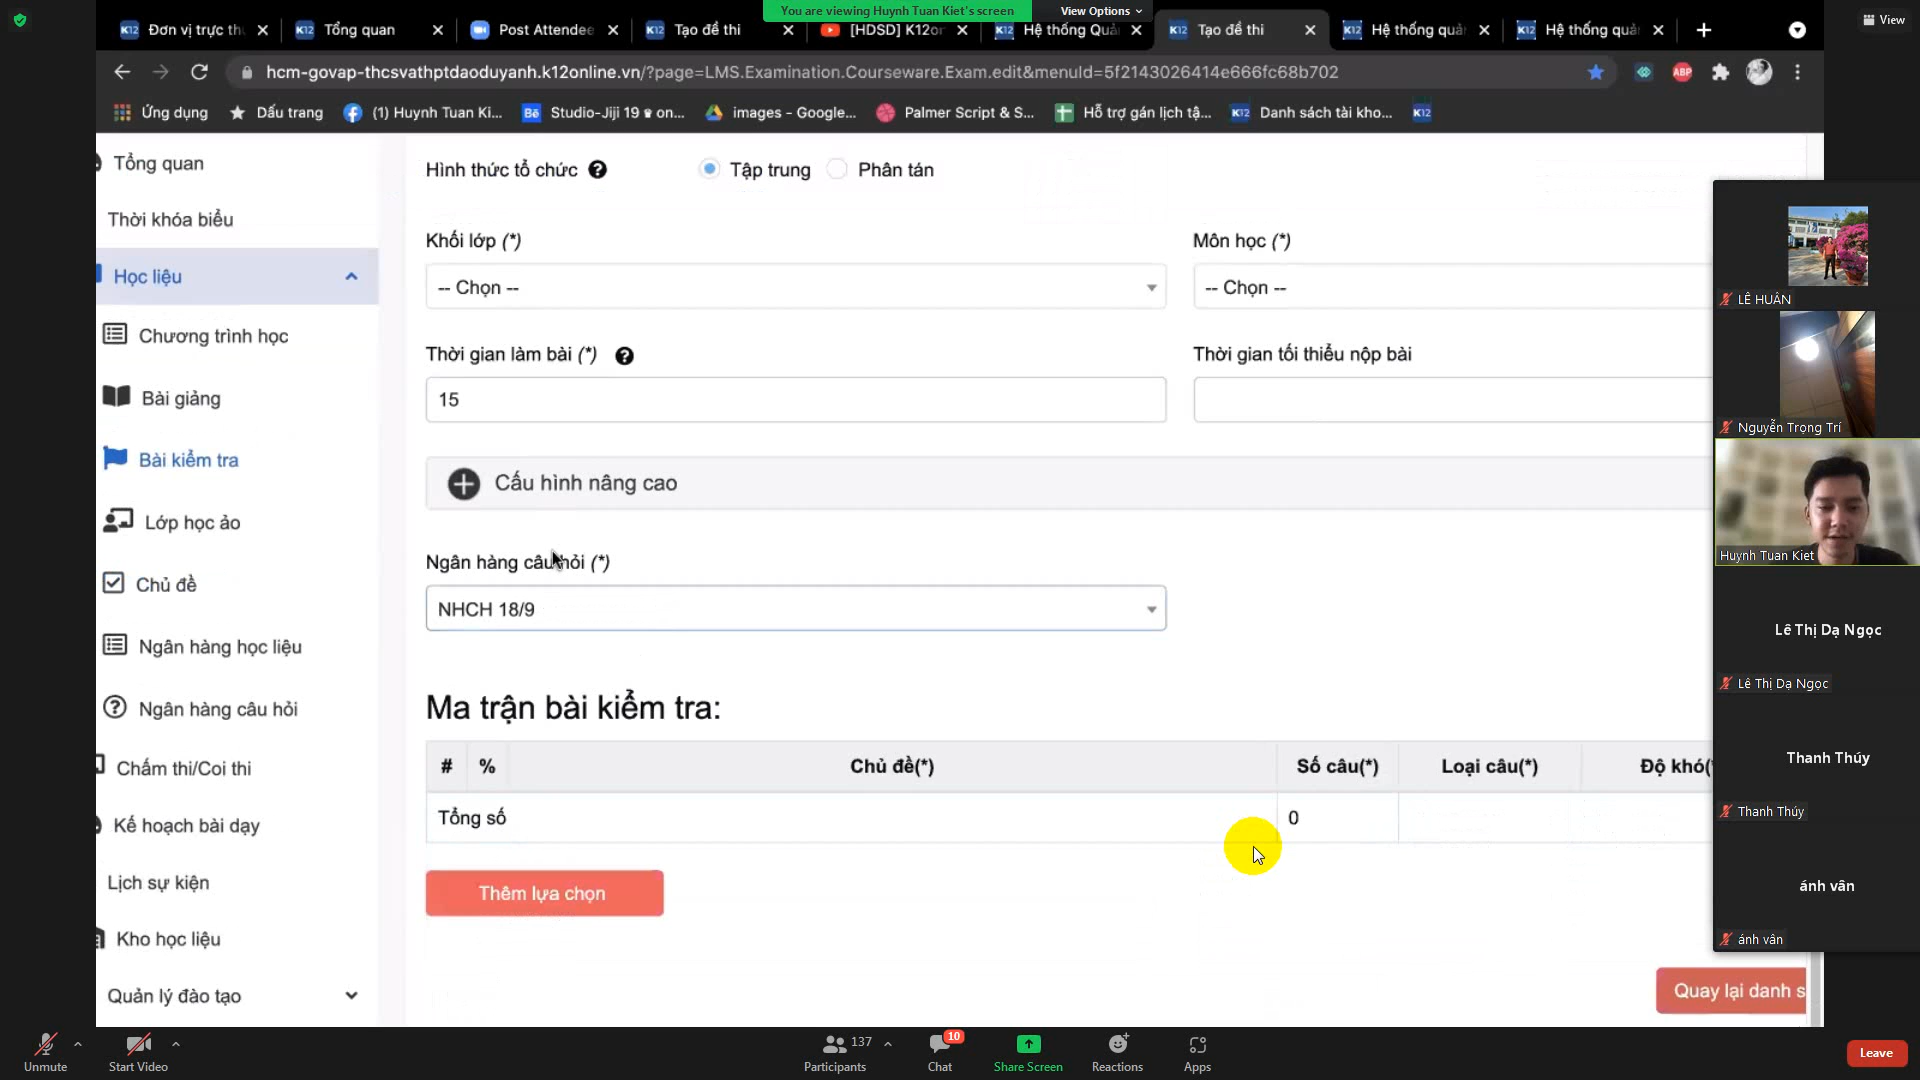 You are viewing Huynh Tuan Kiet's screen
View Options
View
Đơn vị trực th
Tổng quan
Post Attendee
Tạo đề thi
[HDSD] K12on
Hệ thống Quả
Tạo đề thi
Hệ thống quả
Hệ thống quả
hcm-govap-thcsvathptdaoduyanh.k12online.vn/?page=LMS.Examination.Courseware.Exam.edit&menuId=5f2143026414e666fc68b702
ABP
Ứng dụng
Dấu trang
(1) Huynh Tuan Ki...
Studio-Jiji 19 ♛ on...
images - Google...
Palmer Script & S...
Hỗ trợ gán lịch tậ...
Danh sách tài kho...
K12
Tổng quan
Thời khóa biểu
Học liệu
Chương trình học
Bài giảng
Bài kiểm tra
Lớp học ảo
Chủ đề
Ngân hàng học liệu
Ngân hàng câu hỏi
Chấm thi/Coi thi
Kế hoạch bài dạy
Lịch sự kiện
Kho học liệu
Quản lý đào tạo
Hình thức tổ chức
Tập trung
Phân tán
Khối lớp (*)
Môn học (*)
-- Chọn --
-- Chọn --
Thời gian làm bài (*)
Thời gian tối thiểu nộp bài
15
Cấu hình nâng cao
Ngân hàng câu hỏi (*)
NHCH 18/9
Ma trận bài kiểm tra:
# % Chủ đề(*) Số câu(*) Loại câu(*) Độ khó(*
Tổng số 0
Thêm lựa chọn
Quay lại danh s
LÊ HUÂN
Nguyễn Trọng Trí
Huynh Tuan Kiet
Lê Thị Dạ Ngọc
Lê Thị Dạ Ngọc
Thanh Thúy
Thanh Thúy
ánh vân
ánh vân
Unmute
Start Video
137
Participants
10
Chat
Share Screen
Reactions
Apps
Leave